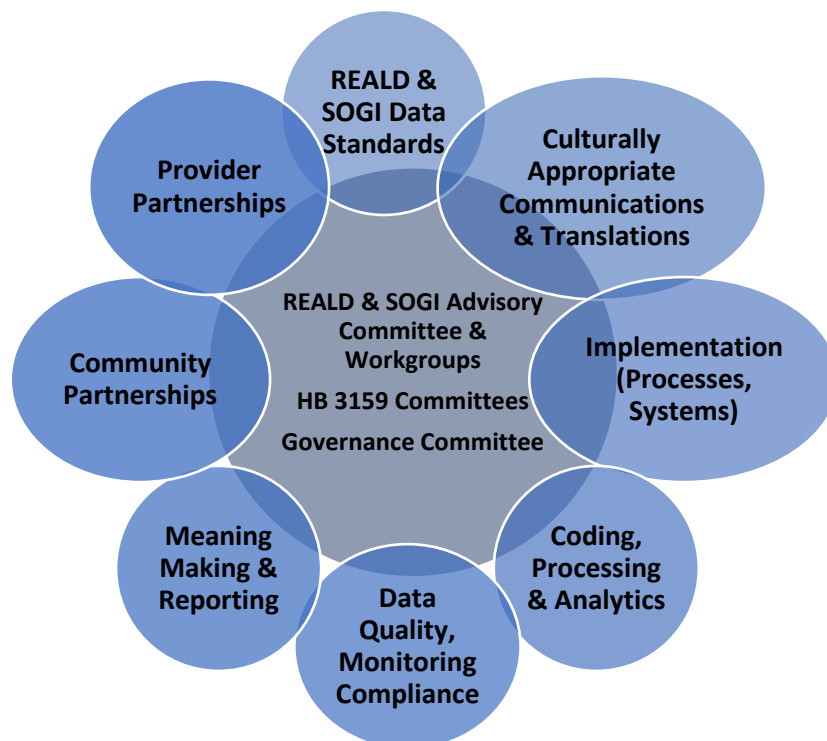 REALD &
SOGI Data
Standards
Culturally
Appropriate
Communications
& Translations
Implementation
(Processes,
Systems)
Coding,
Processing
& Analytics
Data
Quality,
Monitoring
Compliance
Meaning
Making &
Reporting
Community
Partnerships
Provider
Partnerships
REALD & SOGI Advisory
Committee &
Workgroups
HB 3159 Committees
Governance Committee